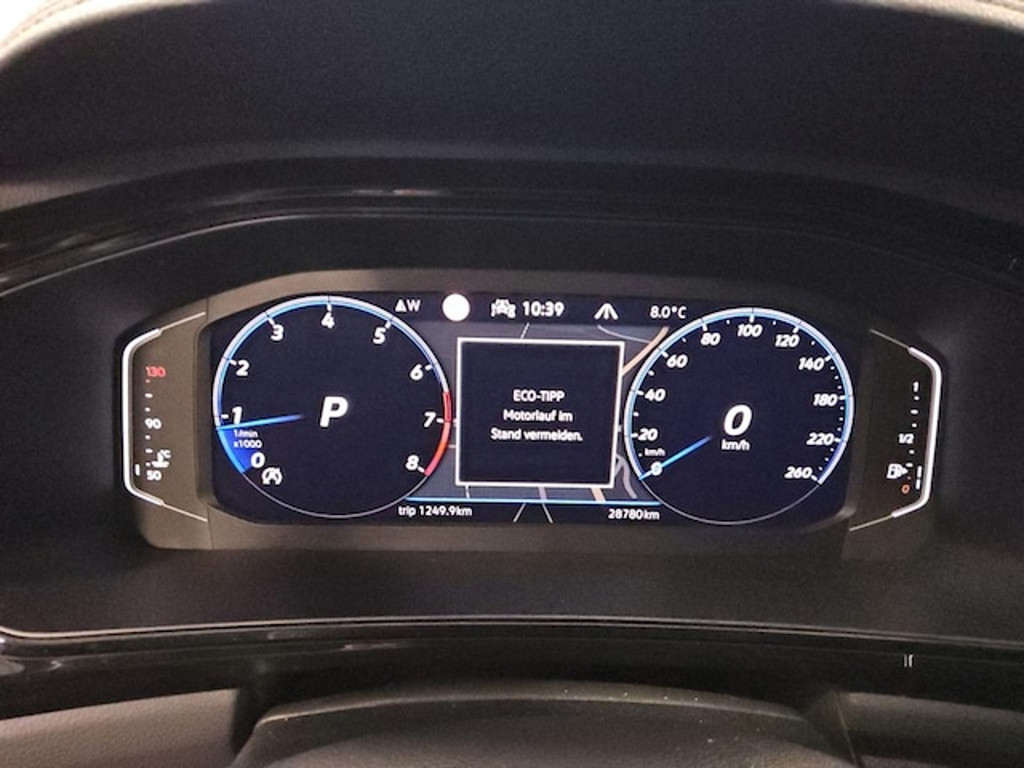 W
10:39
8.0°C
130
90
°C
50
0
1
2
3
4
5
6
7
8
1/min
x1000
P
ECO-TIPP
Motorlauf im
Stand vermeiden.
0
20
40
60
80
100
120
140
180
220
260
km/h
0
km/h
1
1/2
0
trip 1249.9km
28780km